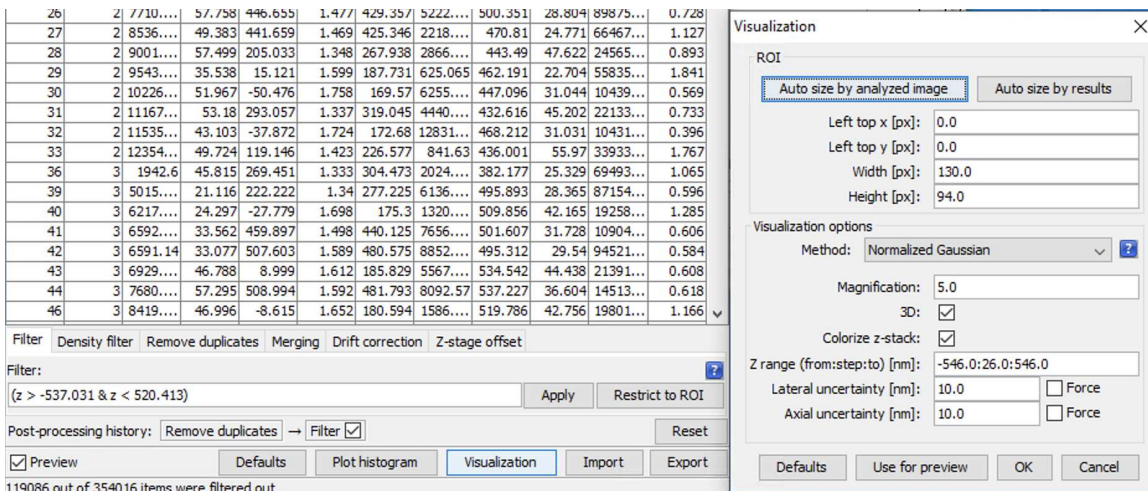 26 2 7710.... 57.758 446.655 1.477 429.357 5222.... 500.351 28.804 89875... 0.728
27 2 8536.... 49.383 441.659 1.469 425.346 2218.... 470.81 24.771 66467... 1.127
28 2 9001.... 57.499 205.033 1.348 267.938 2866.... 443.49 47.622 24565... 0.893
29 2 9543.... 35.538 15.121 1.599 187.731 625.065 462.191 22.704 55835... 1.841
30 2 10226... 51.967 -50.476 1.758 169.57 6255.... 447.096 31.044 10439... 0.569
31 2 11167... 53.18 293.057 1.337 319.045 4440.... 432.616 45.202 22133... 0.733
32 2 11535... 43.103 -37.872 1.724 172.68 12831... 468.212 31.031 10431... 0.396
33 2 12354... 49.724 119.146 1.423 226.577 841.63 436.001 55.97 33933... 1.767
36 3 1942.6 45.815 269.451 1.333 304.473 2024.... 382.177 25.329 69493... 1.065
39 3 5015.... 21.116 222.222 1.34 277.225 6136.... 495.893 28.365 87154... 0.596
40 3 6217.... 24.297 -27.779 1.698 175.3 1320.... 509.856 42.165 19258... 1.285
41 3 6592.... 33.562 459.897 1.498 440.125 7656.... 501.607 31.728 10904... 0.606
42 3 6591.14 33.077 507.603 1.589 480.575 8852.... 495.312 29.54 94521... 0.584
43 3 6929.... 46.788 8.999 1.612 185.829 5567.... 534.542 44.438 21391... 0.608
44 3 7680.... 57.295 508.994 1.592 481.793 8092.57 537.227 36.604 14513... 0.618
46 3 8419.... 46.996 -8.615 1.652 180.594 1586.... 519.786 42.756 19801... 1.166
Filter Density filter Remove duplicates Merging Drift correction Z-stage offset
Filter: ?
(z > -537.031 & z < 520.413) Apply Restrict to ROI
Post-processing history: Remove duplicates → Filter Reset
Preview Defaults Plot histogram Visualization Import Export
119086 out of 354016 items were filtered out
Visualization
ROI
Auto size by analyzed image Auto size by results
Left top x [px]: 0.0
Left top y [px]: 0.0
Width [px]: 130.0
Height [px]: 94.0
Visualization options
Method: Normalized Gaussian ?
Magnification: 5.0
3D:
Colorize z-stack:
Z range (from:step:to) [nm]: -546.0:26.0:546.0
Lateral uncertainty [nm]: 10.0 Force
Axial uncertainty [nm]: 10.0 Force
Defaults Use for preview OK Cancel